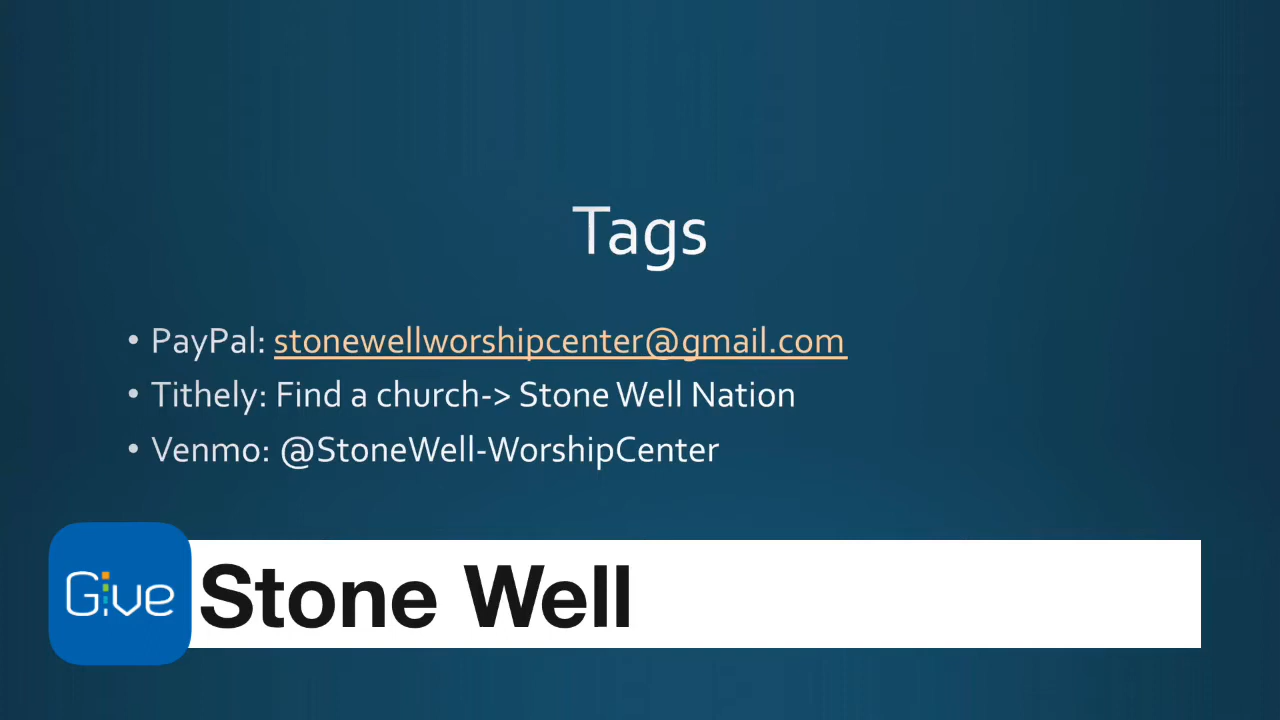 Tags
• PayPal: stonewellworshipcenter@gmail.com
• Tithely: Find a church-> Stone Well Nation
• Venmo: @StoneWell-WorshipCenter
Give
Stone Well